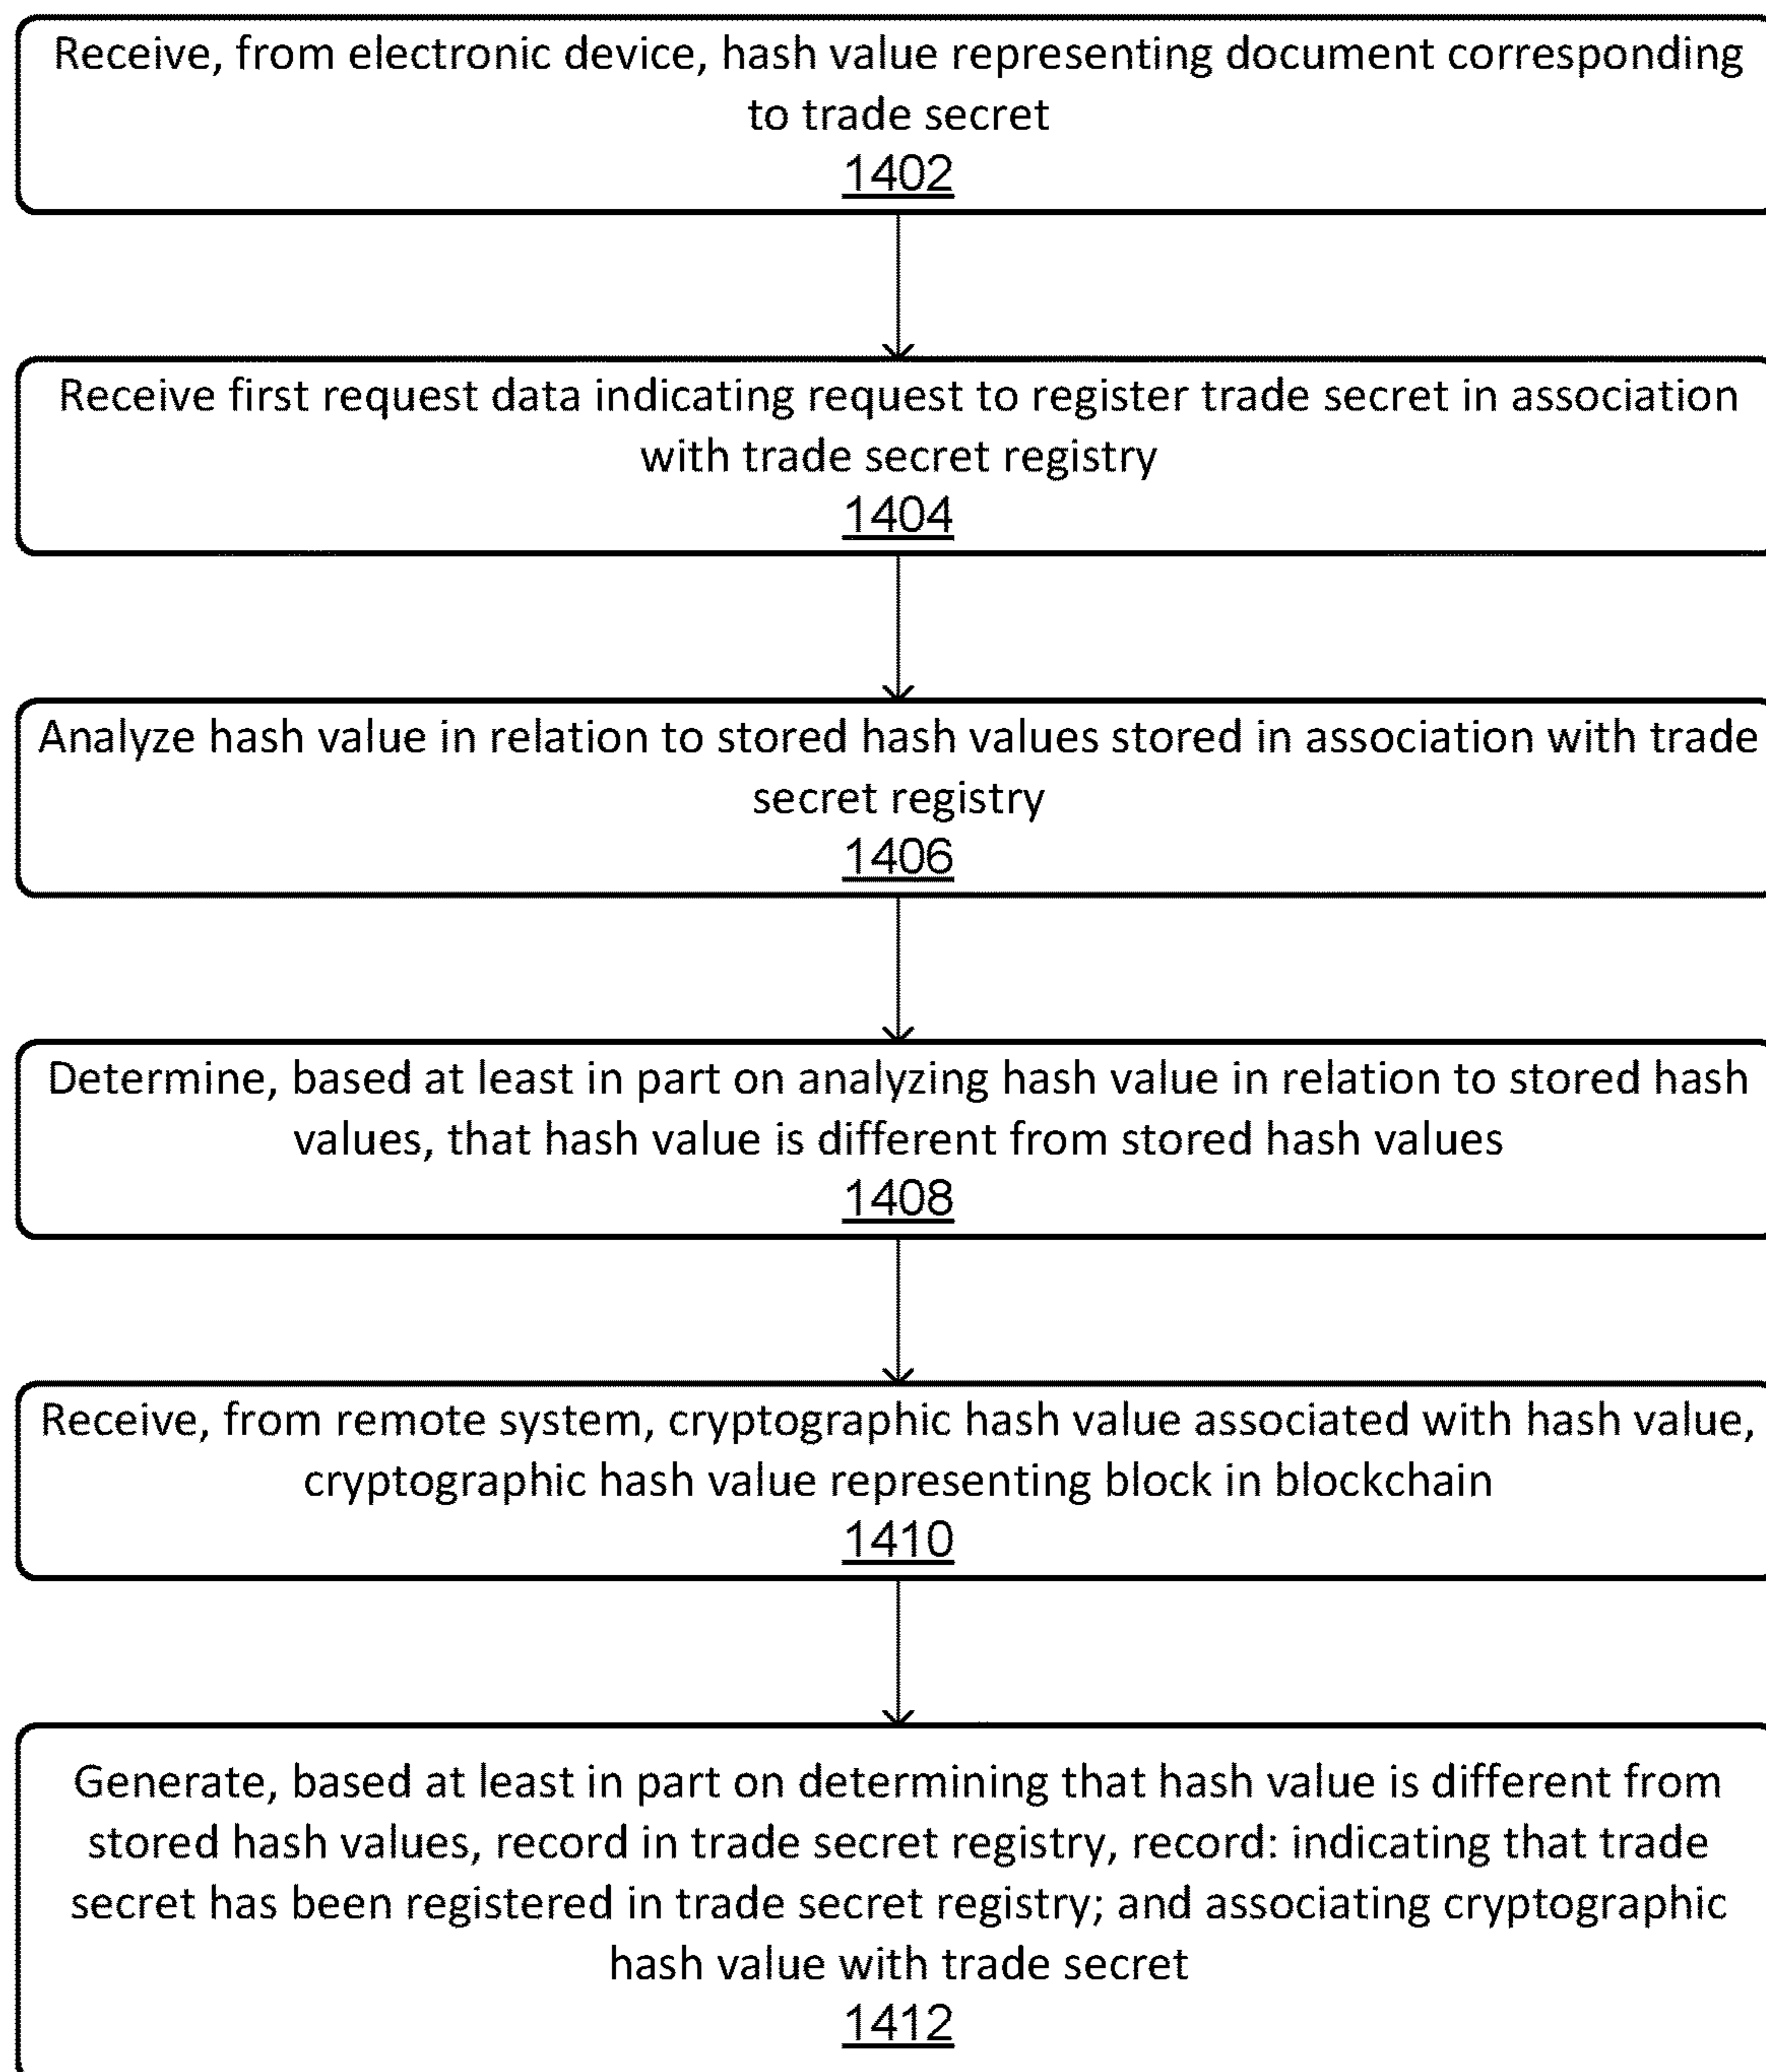 Receive, from electronic device, hash value representing document corresponding
to trade secret
1402
Receive first request data indicating request to register trade secret in association
with trade secret registry
1404
Analyze hash value in relation to stored hash values stored in association with trade
secret registry
1406
Determine, based at least in part on analyzing hash value in relation to stored hash
values, that hash value is different from stored hash values
1408
Receive, from remote system, cryptographic hash value associated with hash value,
cryptographic hash value representing block in blockchain
1410
Generate, based at least in part on determining that hash value is different from
stored hash values, record in trade secret registry, record: indicating that trade
secret has been registered in trade secret registry; and associating cryptographic
hash value with trade secret
1412